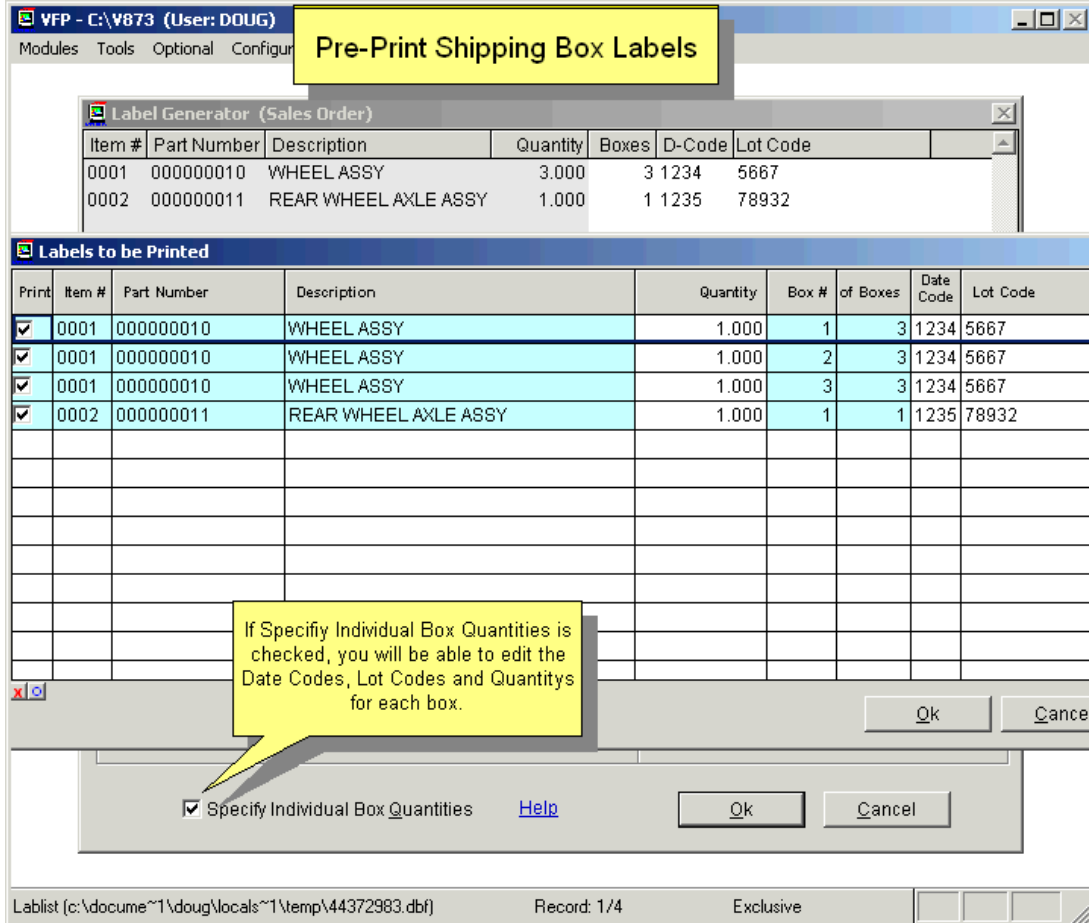 VFP - C:\V873 (User: DOUG)
Pre-Print Shipping Box Labels
Modules Tools Optional Configur
Label Generator (Sales Order)
Item # Part Number Description Quantity Boxes D-Code Lot Code
0001 000000010 WHEEL ASSY 3.000 3 1234 5667
0002 000000011 REAR WHEEL AXLE ASSY 1.000 1 1235 78932
Labels to be Printed
Print Item # Part Number Description Quantity Box # of Boxes Date Code Lot Code
0001 000000010 WHEEL ASSY 1.000 1 3 1234 5667
0001 000000010 WHEEL ASSY 1.000 2 3 1234 5667
0001 000000010 WHEEL ASSY 1.000 3 3 1234 5667
0002 000000011 REAR WHEEL AXLE ASSY 1.000 1 1 1235 78932
If Specifiy Individual Box Quantities is
checked, you will be able to edit the
Date Codes, Lot Codes and Quantitys
for each box.
Ok Cance
Specify Individual Box Quantities Help Ok Cancel
Lablist (c:\docume~1\doug\locals~1\temp\44372983.dbf) Record: 1/4 Exclusive